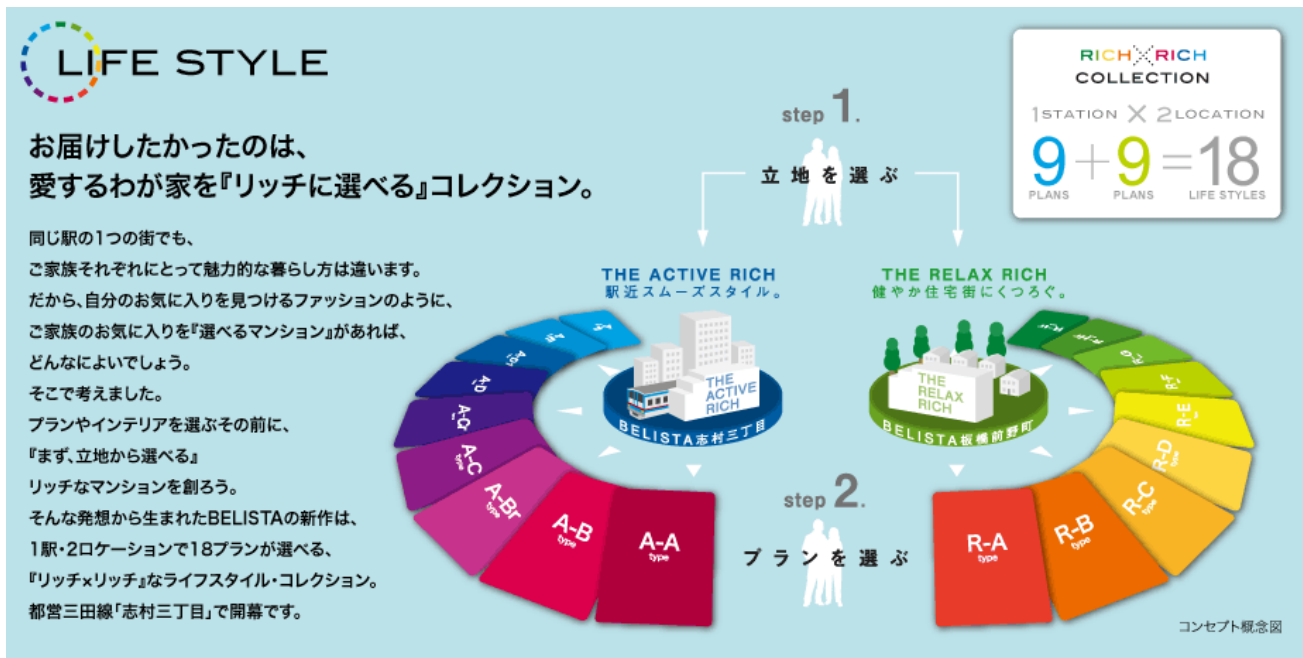 LIFE STYLE
お届けしたかったのは、
愛するわが家を『リッチに選べる』コレクション。
同じ駅の1つの街でも、
ご家族それぞれにとって魅力的な暮らし方は違います。
だから、自分のお気に入りを見つけるファッションのように、
ご家族のお気に入りを『選べるマンション』があれば、
どんなによいでしょう。
そこで考えました。
プランやインテリアを選ぶその前に、
『まず、立地から選べる』
リッチなマンションを創ろう。
そんな発想から生まれたBELISTAの新作は、
1駅・2ロケーションで18プランが選べる、
『リッチ×リッチ』なライフスタイル・コレクション。
都営三田線「志村三丁目」で開幕です。
step 1.
立地を選ぶ
RICH×RICH
COLLECTION
1STATION × 2LOCATION
9+9=18
PLANS PLANS LIFE STYLES
THE ACTIVE RICH
駅近スムーズスタイル。
THE RELAX RICH
健やか住宅街にくつろぐ。
THE
ACTIVE
RICH
BELISTA志村三丁目
THE
RELAX
RICH
BELISTA板橋前野町
step 2.
プランを選ぶ
A-C
type
A-Br
type
A-B
type
A-A
type
R-A
type
R-B
type
R-C
type
R-D
type
R-E
R-F
コンセプト概念図